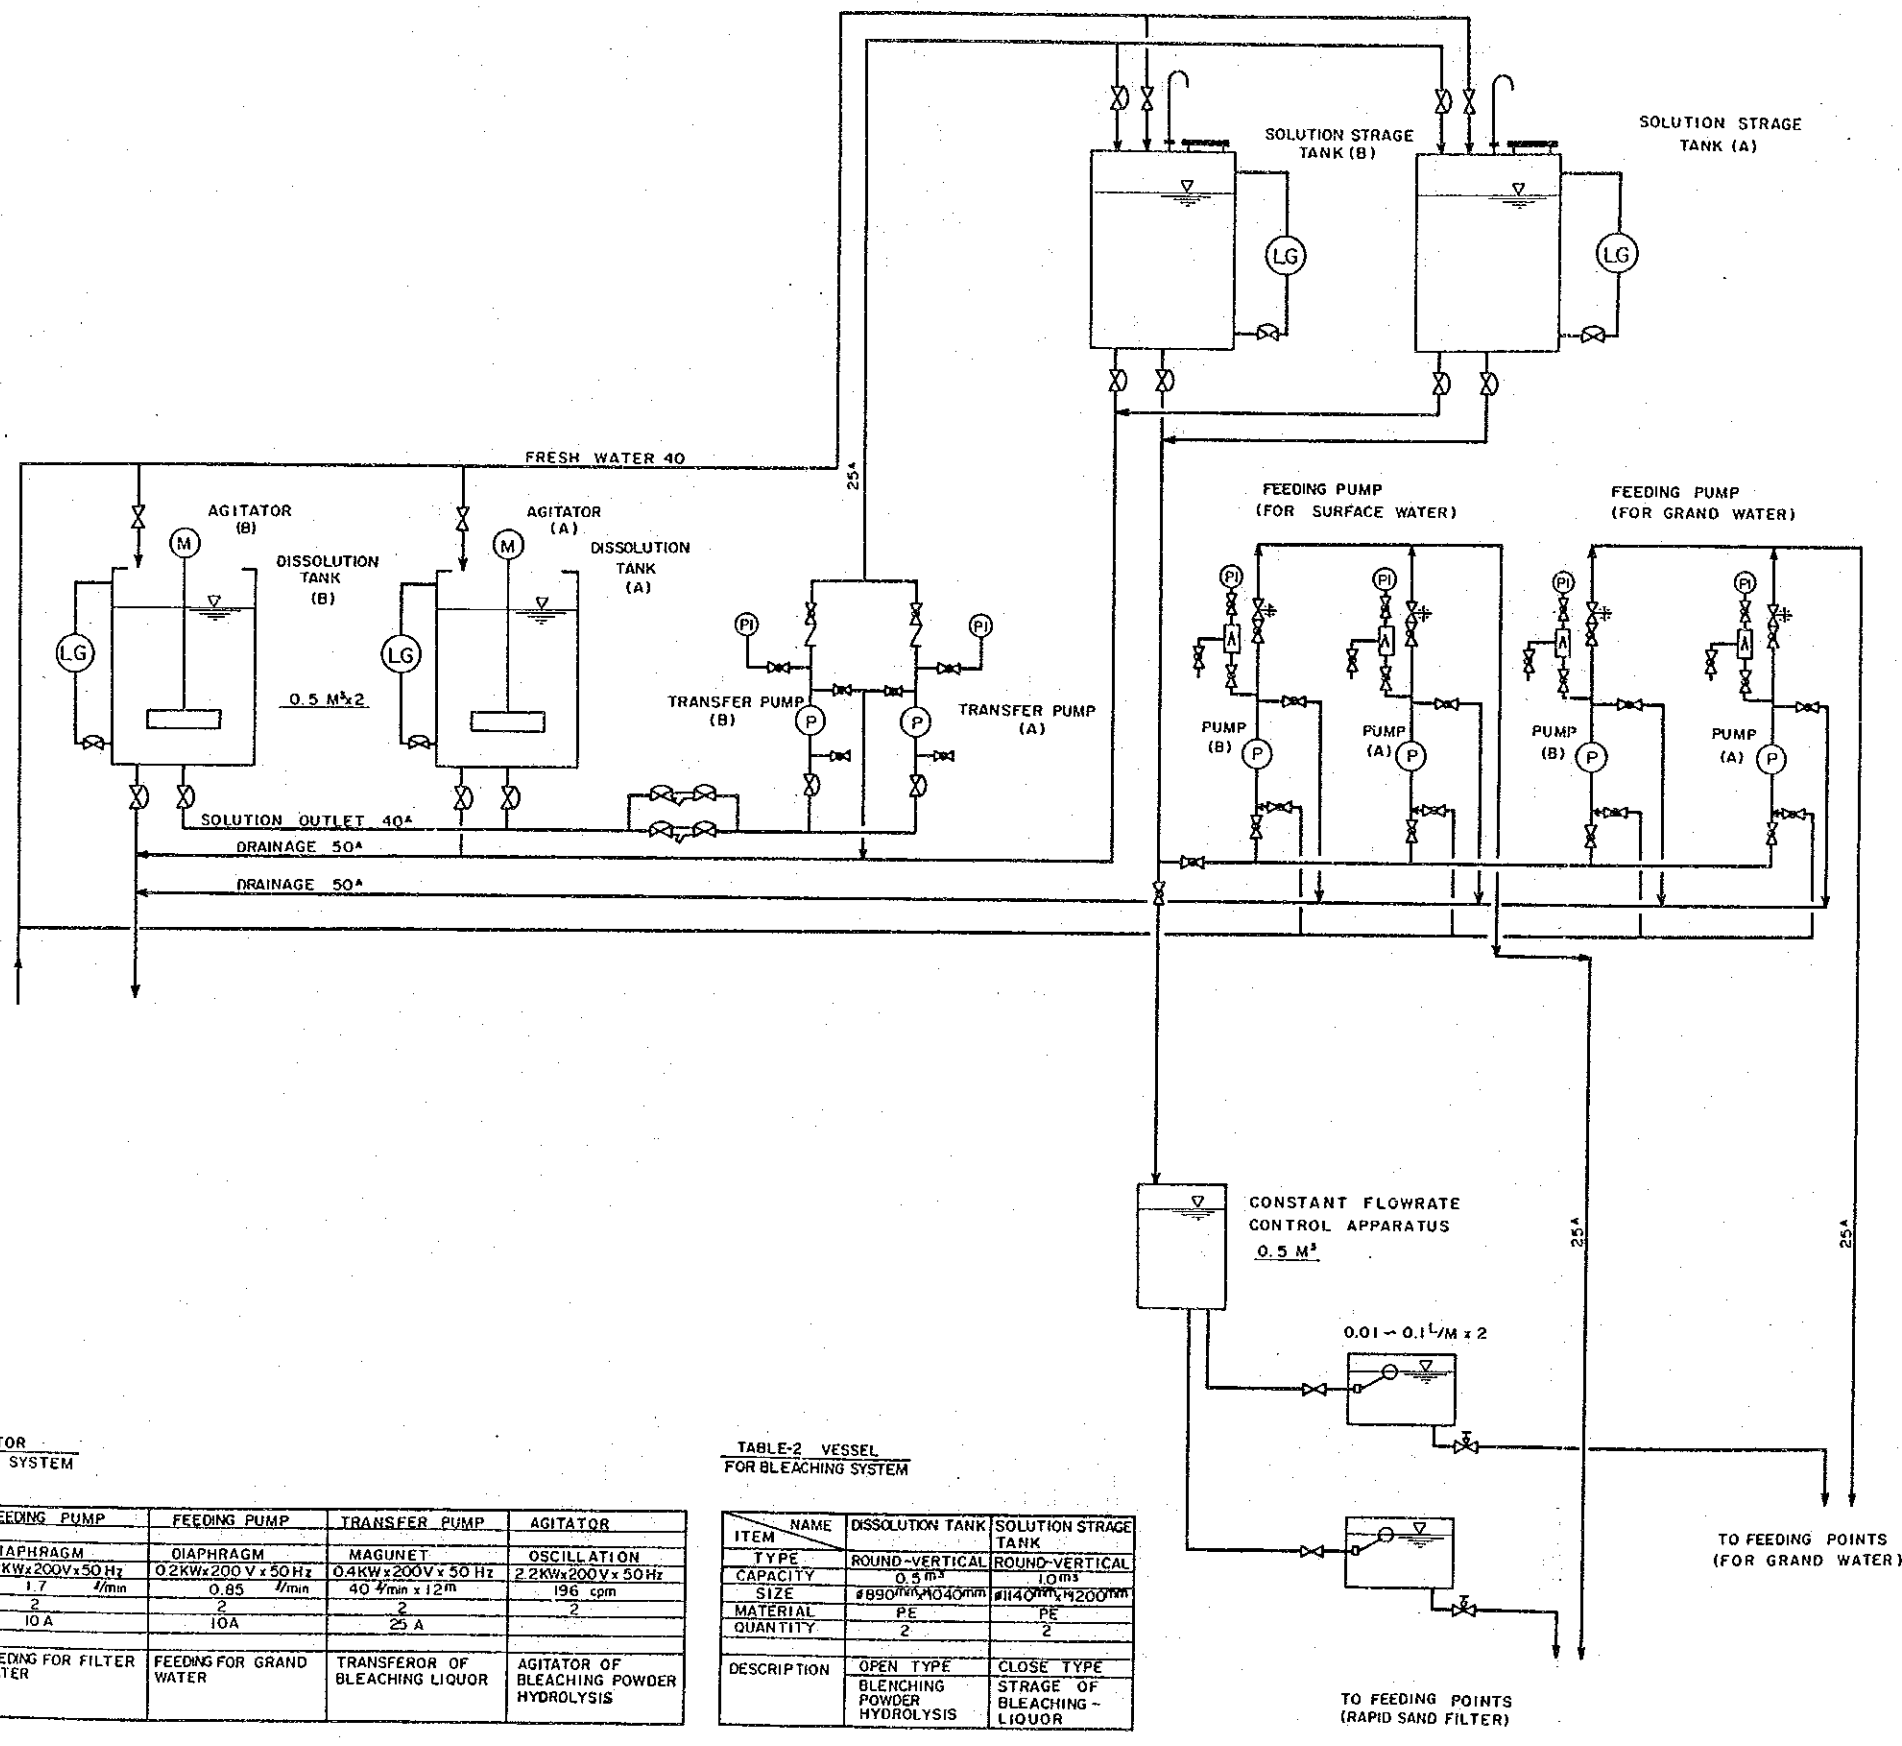 SOLUTION STRAGE
TANK (B)
SOLUTION STRAGE
TANK (A)
LG
LG
FRESH WATER 40
25A
AGITATOR
(B)
AGITATOR
(A)
M
M
DISSOLUTION
TANK
(B)
DISSOLUTION
TANK
(A)
LG
LG
0.5 M³x2
PI
PI
TRANSFER PUMP
(B)
P
P
TRANSFER PUMP
(A)
FEEDING PUMP
(FOR SURFACE WATER)
FEEDING PUMP
(FOR GRAND WATER)
PI
PI
PI
PI
A
A
A
A
PUMP
(B)
P
PUMP
(A)
P
PUMP
(B)
P
PUMP
(A)
P
SOLUTION OUTLET 40A
DRAINAGE 50A
DRAINAGE 50A
CONSTANT FLOWRATE
CONTROL APPARATUS
0.5 M³
25A
25A
0.01 ~ 0.1 L/M x 2
TO FEEDING POINTS
(FOR GRAND WATER)
TO FEEDING POINTS
(RAPID SAND FILTER)
TOR
SYSTEM
EEDING PUMP FEEDING PUMP TRANSFER PUMP AGITATOR
IAPHRAGM DIAPHRAGM MAGUNET OSCILLATION
KWx200Vx50Hz 0.2KWx200Vx50Hz 0.4KWx200Vx50Hz 2.2KWx200Vx50Hz
1.7 l/min 0.85 l/min 40 l/min x 12m 196 cpm
2 2 2 2
10A 10A 25A
EDING FOR FILTER FEEDING FOR GRAND TRANSFEROR OF AGITATOR OF
TER WATER BLEACHING LIQUOR BLEACHING POWDER
HYDROLYSIS
TABLE-2 VESSEL
FOR BLEACHING SYSTEM
NAME DISSOLUTION TANK SOLUTION STRAGE
ITEM TANK
TYPE ROUND-VERTICAL ROUND-VERTICAL
CAPACITY 0.5m³ 1.0m³
SIZE ø890mmxH1040mm ø1140mmxH1200mm
MATERIAL PE PE
QUANTITY 2 2
DESCRIPTION OPEN TYPE CLOSE TYPE
BLENCHING STRAGE OF
POWDER BLEACHING-
HYDROLYSIS LIQUOR